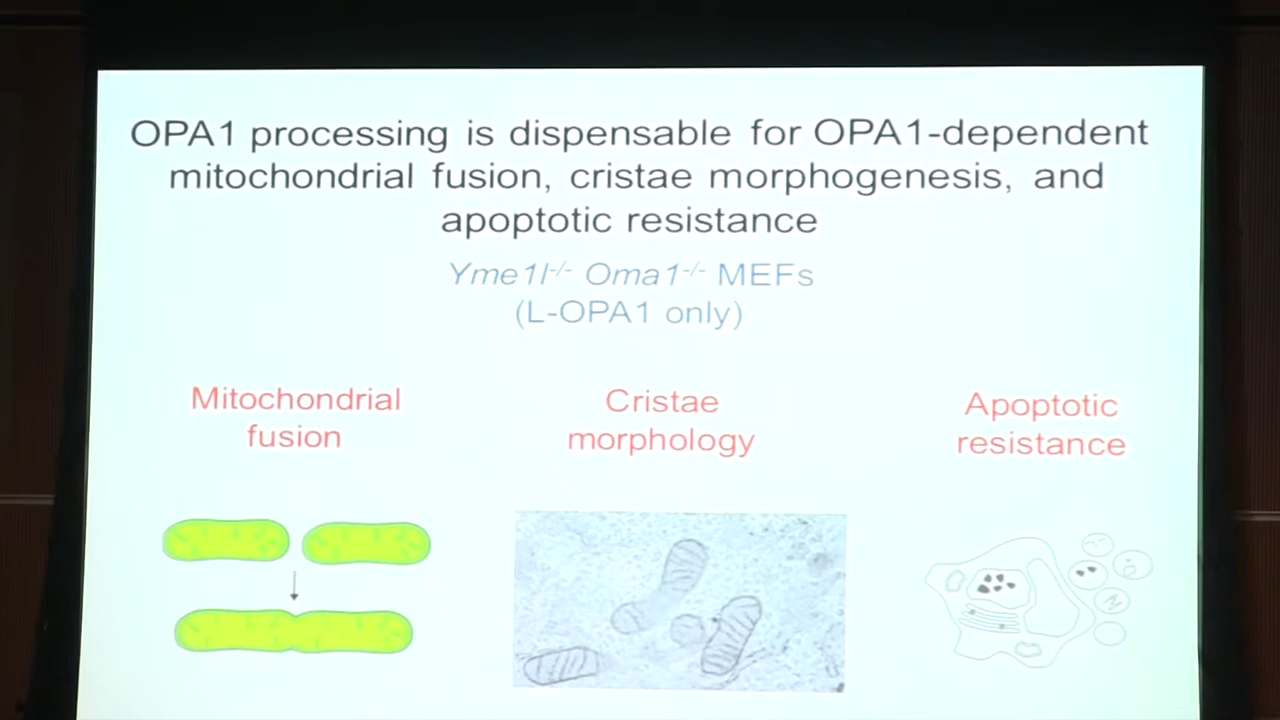 OPA1 processing is dispensable for OPA1-dependent
mitochondrial fusion, cristae morphogenesis, and
apoptotic resistance
Yme1l-/- Oma1-/- MEFs
(L-OPA1 only)
Mitochondrial
fusion
Cristae
morphology
Apoptotic
resistance